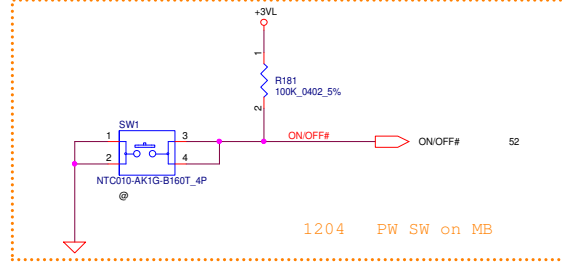 +3VL
1
R181
100K_0402_5%
2
SW1
1 3
ON/OFF#
ON/OFF# 52
2 4
NTC010-AK1G-B160T_4P
@
1204 PW SW on MB